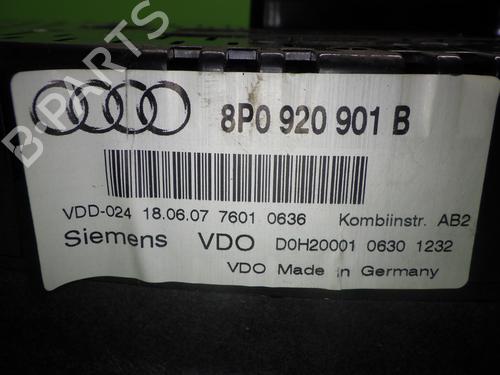 8P0 920 901 B
VDD-024 18.06.07 7601 0636 Kombiinstr. AB2
Siemens VDO D0H20001 0630 1232
VDO Made in Germany
B-PARTS